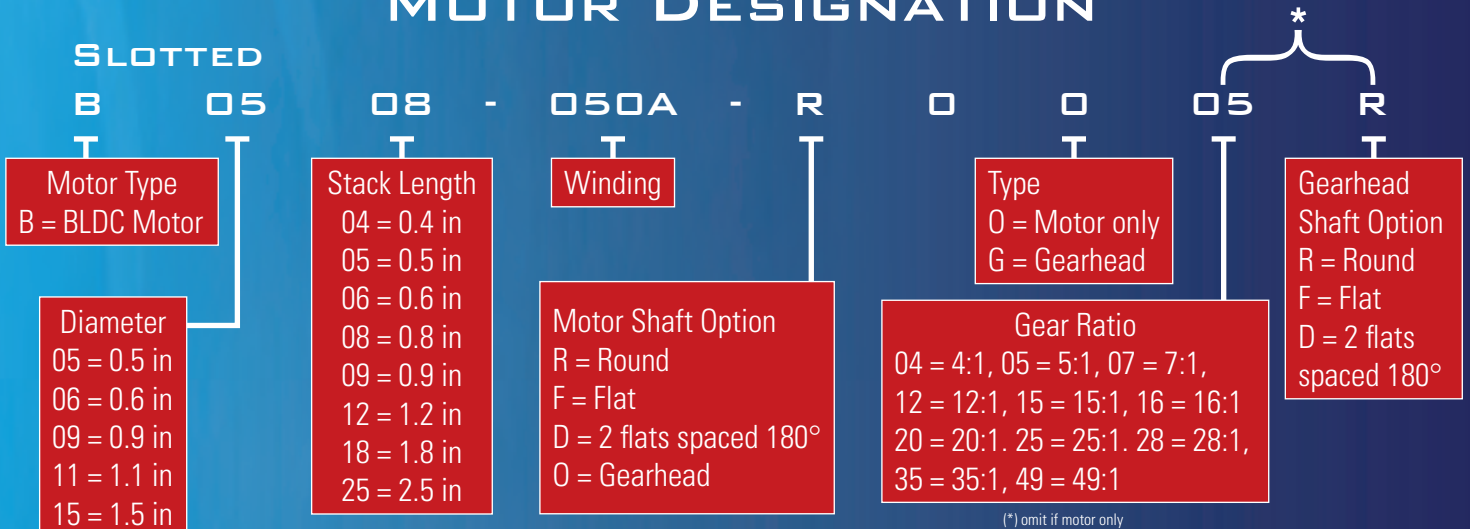 MOTOR DESIGNATION
*
SLOTTED
B 05 08 - 050A - R O O 05 R
Motor Type
B = BLDC Motor
Diameter
05 = 0.5 in
06 = 0.6 in
09 = 0.9 in
11 = 1.1 in
15 = 1.5 in
Stack Length
04 = 0.4 in
05 = 0.5 in
06 = 0.6 in
08 = 0.8 in
09 = 0.9 in
12 = 1.2 in
18 = 1.8 in
25 = 2.5 in
Winding
Motor Shaft Option
R = Round
F = Flat
D = 2 flats spaced 180°
O = Gearhead
Type
O = Motor only
G = Gearhead
Gear Ratio
04 = 4:1, 05 = 5:1, 07 = 7:1,
12 = 12:1, 15 = 15:1, 16 = 16:1
20 = 20:1. 25 = 25:1. 28 = 28:1,
35 = 35:1, 49 = 49:1
Gearhead
Shaft Option
R = Round
F = Flat
D = 2 flats
spaced 180°
(*) omit if motor only